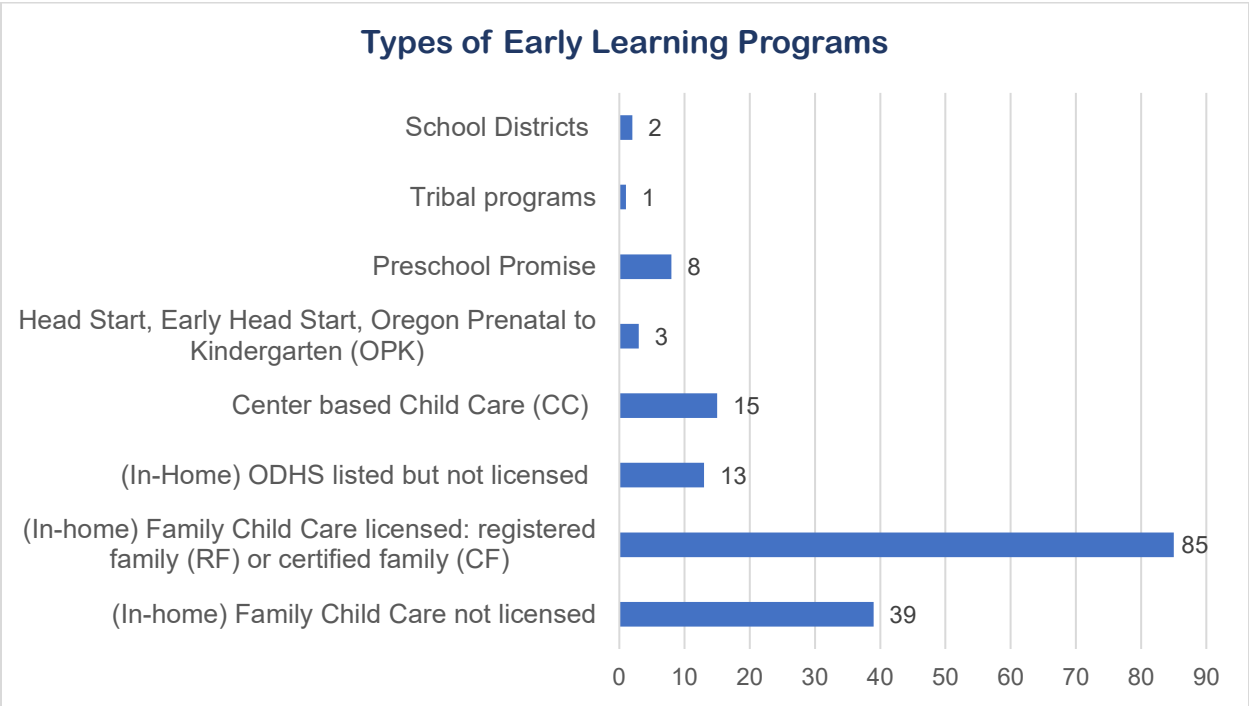 Types of Early Learning Programs
School Districts 2
Tribal programs 1
Preschool Promise 8
Head Start, Early Head Start, Oregon Prenatal to
Kindergarten (OPK) 3
Center based Child Care (CC) 15
(In-Home) ODHS listed but not licensed 13
(In-home) Family Child Care licensed: registered
family (RF) or certified family (CF) 85
(In-home) Family Child Care not licensed 39
0 10 20 30 40 50 60 70 80 90